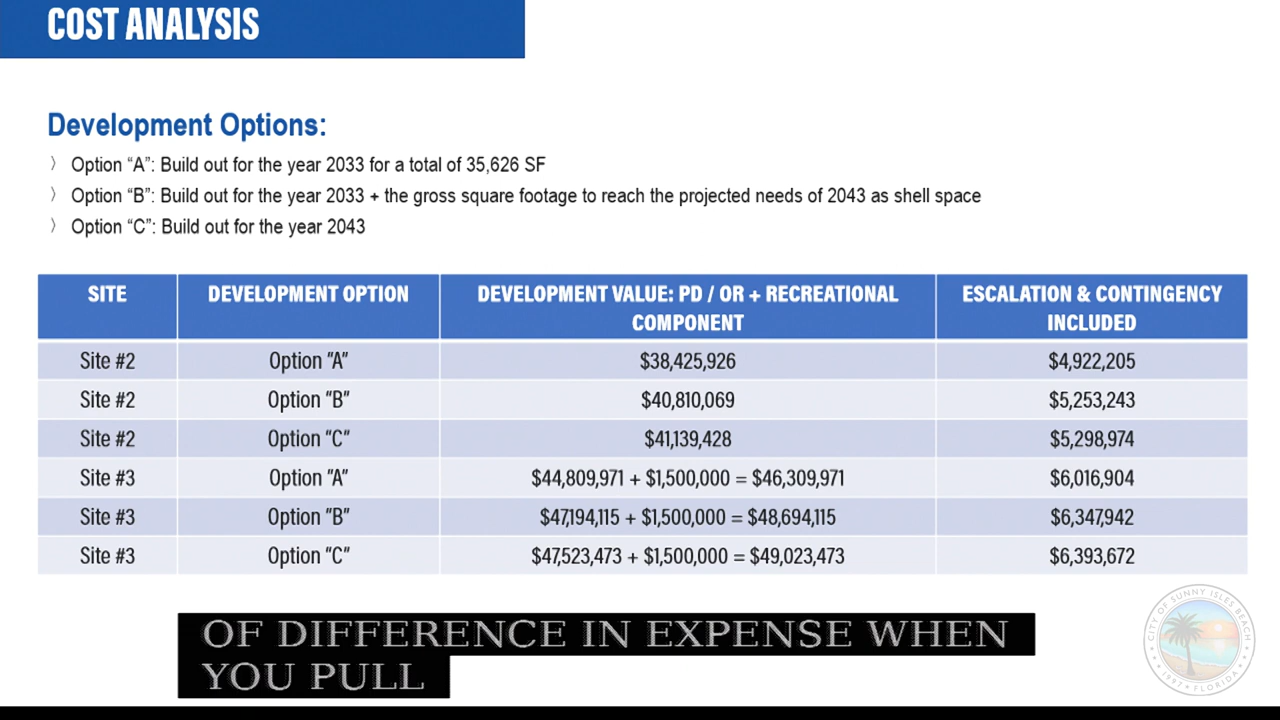 COST ANALYSIS
Development Options:
〉 Option “A”: Build out for the year 2033 for a total of 35,626 SF
〉 Option “B”: Build out for the year 2033 + the gross square footage to reach the projected needs of 2043 as shell space
〉 Option “C”: Build out for the year 2043
SITE DEVELOPMENT OPTION DEVELOPMENT VALUE: PD / OR + RECREATIONAL COMPONENT ESCALATION & CONTINGENCY INCLUDED
Site #2 Option "A" $38,425,926 $4,922,205
Site #2 Option "B" $40,810,069 $5,253,243
Site #2 Option "C" $41,139,428 $5,298,974
Site #3 Option "A" $44,809,971 + $1,500,000 = $46,309,971 $6,016,904
Site #3 Option "B" $47,194,115 + $1,500,000 = $48,694,115 $6,347,942
Site #3 Option "C" $47,523,473 + $1,500,000 = $49,023,473 $6,393,672
OF DIFFERENCE IN EXPENSE WHEN
YOU PULL
CITY OF SUNNY ISLES BEACH
1997 • FLORIDA